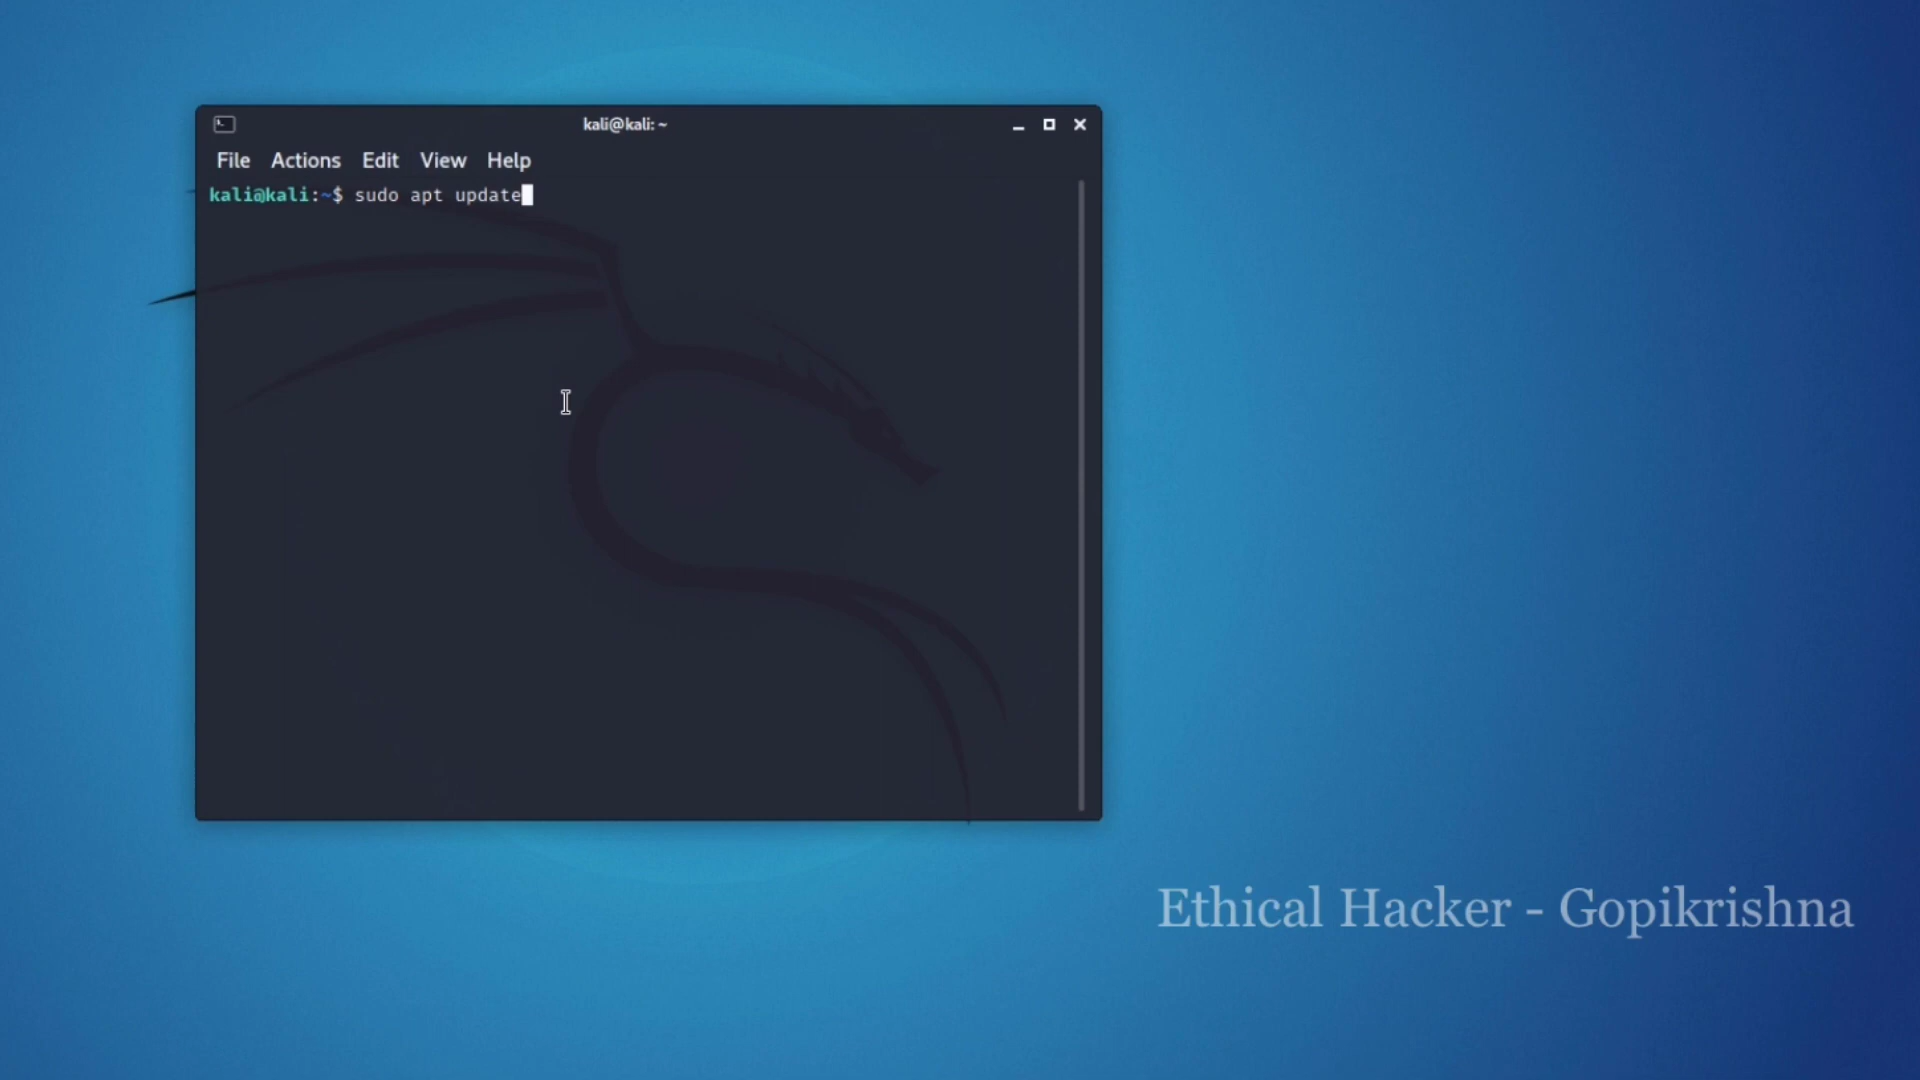 kali@kali: ~
File Actions Edit View Help
kali@kali:~$ sudo apt update
Ethical Hacker - Gopikrishna